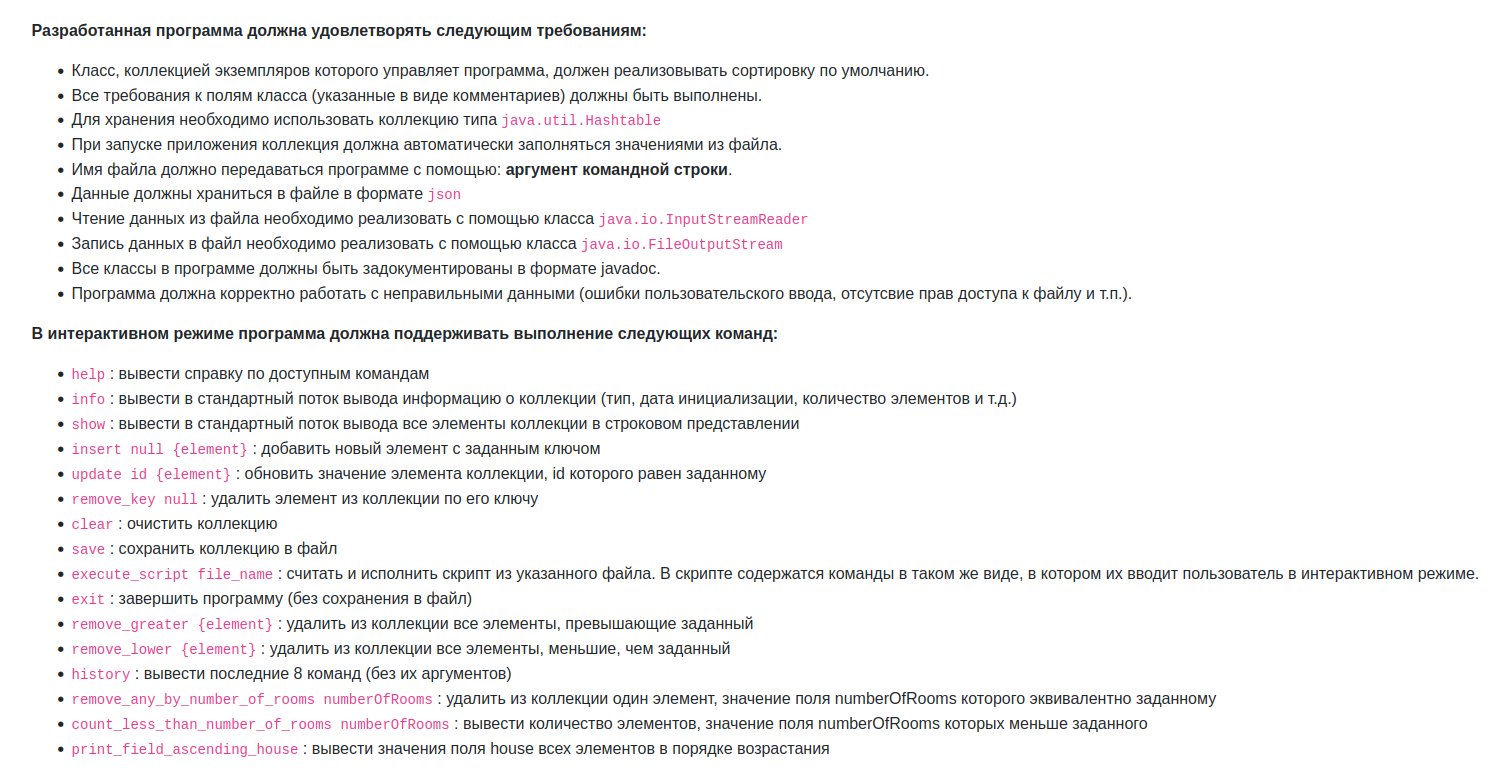 Разработанная программа должна удовлетворять следующим требованиям:
• Класс, коллекцией экземпляров которого управляет программа, должен реализовывать сортировку по умолчанию.
• Все требования к полям класса (указанные в виде комментариев) должны быть выполнены.
• Для хранения необходимо использовать коллекцию типа java.util.Hashtable
• При запуске приложения коллекция должна автоматически заполняться значениями из файла.
• Имя файла должно передаваться программе с помощью: аргумент командной строки.
• Данные должны храниться в файле в формате json
• Чтение данных из файла необходимо реализовать с помощью класса java.io.InputStreamReader
• Запись данных в файл необходимо реализовать с помощью класса java.io.FileOutputStream
• Все классы в программе должны быть задокументированы в формате javadoc.
• Программа должна корректно работать с неправильными данными (ошибки пользовательского ввода, отсутсвие прав доступа к файлу и т.п.).
В интерактивном режиме программа должна поддерживать выполнение следующих команд:
• help : вывести справку по доступным командам
• info : вывести в стандартный поток вывода информацию о коллекции (тип, дата инициализации, количество элементов и т.д.)
• show : вывести в стандартный поток вывода все элементы коллекции в строковом представлении
• insert null {element} : добавить новый элемент с заданным ключом
• update id {element} : обновить значение элемента коллекции, id которого равен заданному
• remove_key null : удалить элемент из коллекции по его ключу
• clear : очистить коллекцию
• save : сохранить коллекцию в файл
• execute_script file_name : считать и исполнить скрипт из указанного файла. В скрипте содержатся команды в таком же виде, в котором их вводит пользователь в интерактивном режиме.
• exit : завершить программу (без сохранения в файл)
• remove_greater {element} : удалить из коллекции все элементы, превышающие заданный
• remove_lower {element} : удалить из коллекции все элементы, меньшие, чем заданный
• history : вывести последние 8 команд (без их аргументов)
• remove_any_by_number_of_rooms numberOfRooms : удалить из коллекции один элемент, значение поля numberOfRooms которого эквивалентно заданному
• count_less_than_number_of_rooms numberOfRooms : вывести количество элементов, значение поля numberOfRooms которых меньше заданного
• print_field_ascending_house : вывести значения поля house всех элементов в порядке возрастания